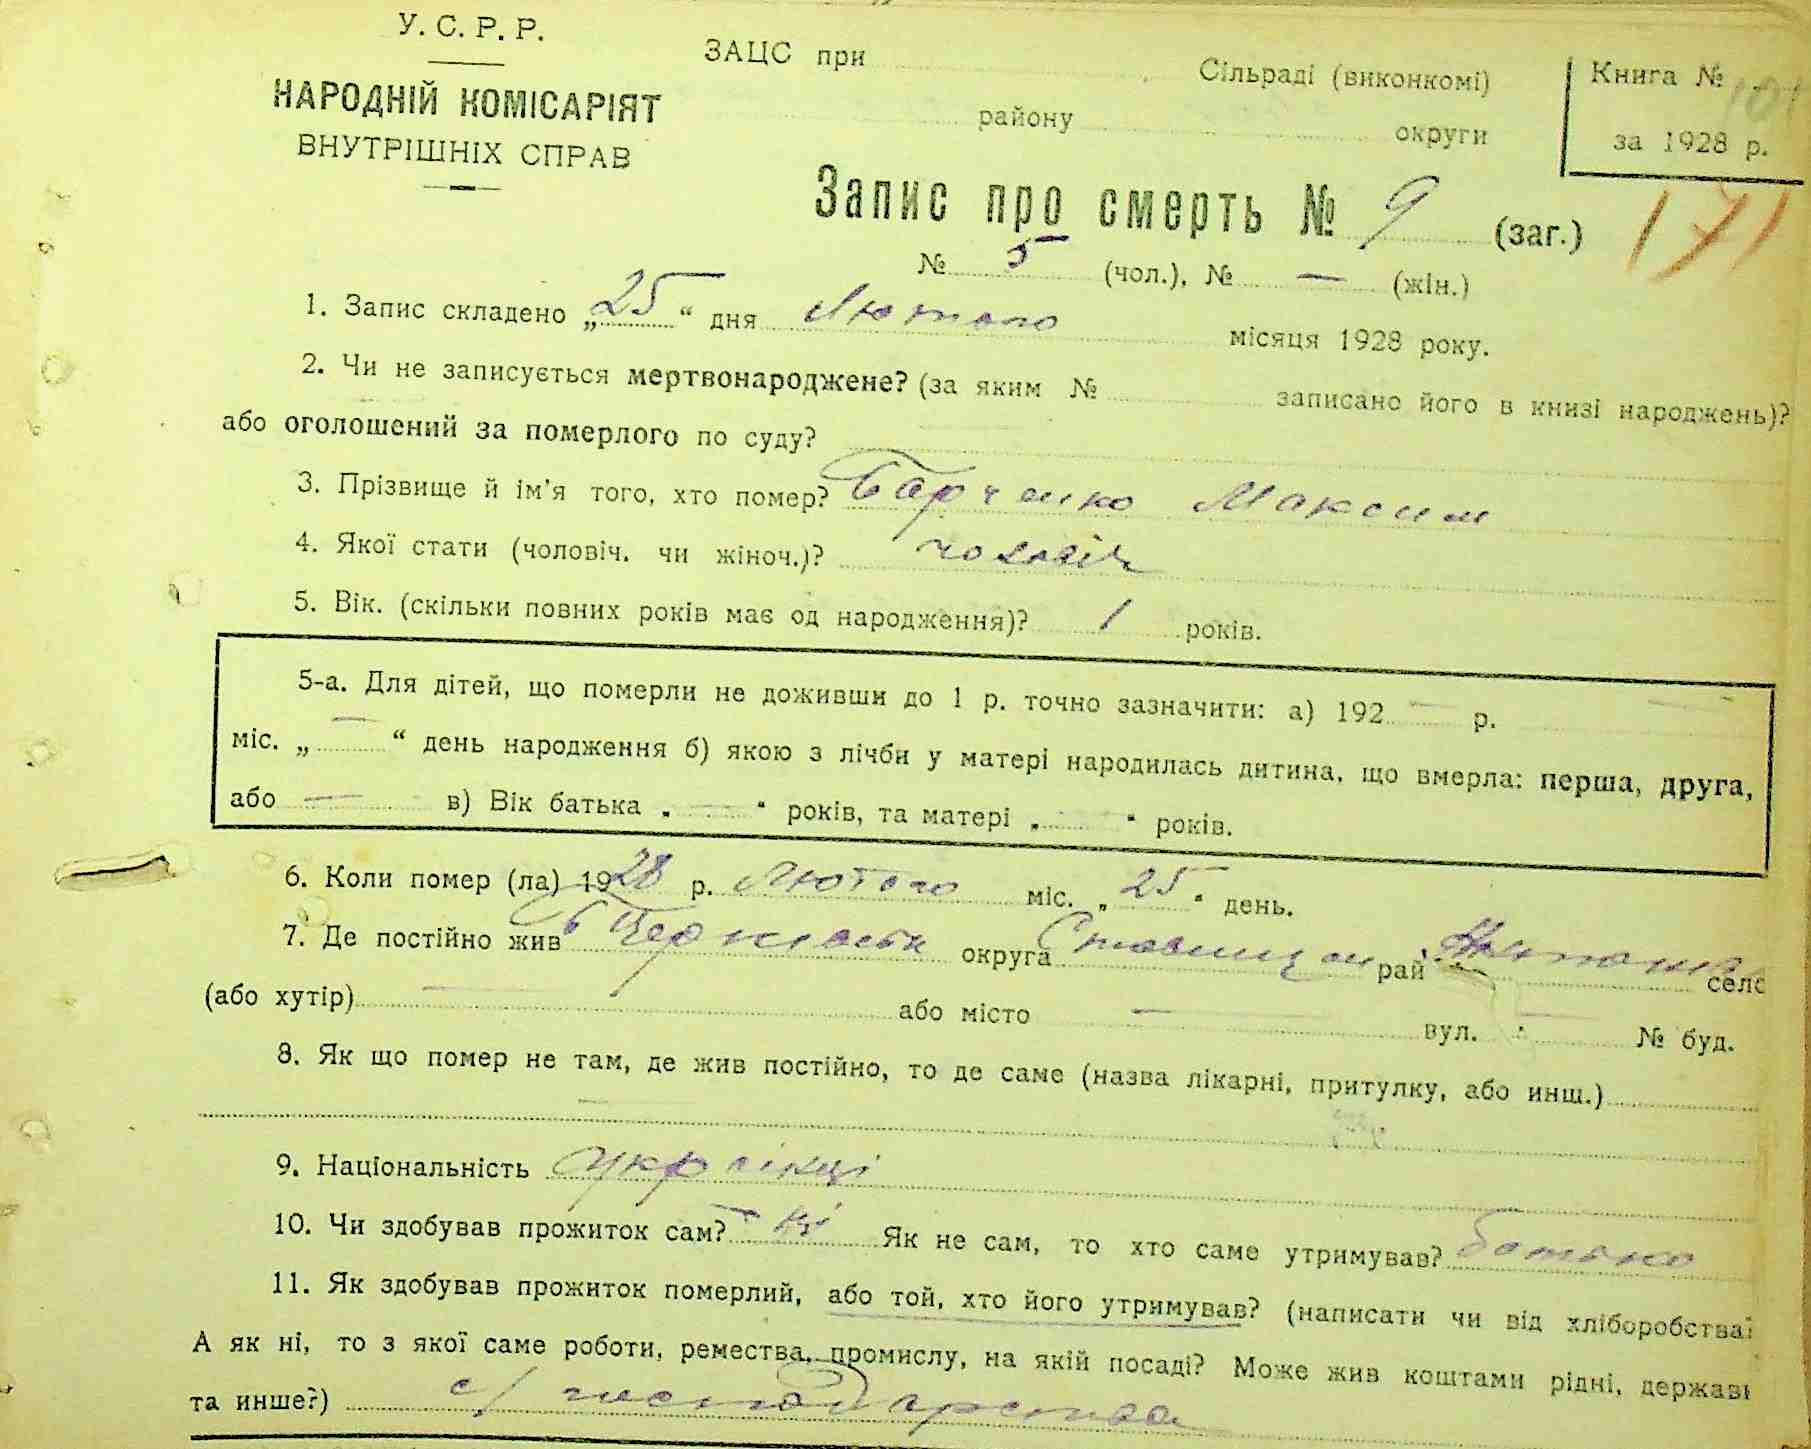 У. С. Р. Р.
НАРОДНІЙ КОМІСАРІЯТ
ВНУТРІШНІХ СПРАВ
ЗАЦС при Сільраді (виконкомі)
району округи
Книга №
за 1928 р.
Запис про смерть № 9 (заг.) 171
№ 5 (чол.), № — (жін.)
1. Запис складено „25“ дня Лютого місяця 1928 року.
2. Чи не записується мертвонароджене? (за яким № записано його в книзі народжень)?
або оголошений за померлого по суду?
3. Прізвище й ім'я того, хто помер? Барченко Максим
4. Якої стати (чоловіч. чи жіноч.)? чоловіч
5. Вік. (скільки повних років має од народження)? 1 років.
5-а. Для дітей, що померли не доживши до 1 р. точно зазначити: а) 192 — р. —
міс. „—“ день народження б) якою з лічби у матері народилась дитина, що вмерла: перша, друга,
або — в) Вік батька „—“ років, та матері „—“ років.
6. Коли помер (ла) 1928 р. Лютого міс. „25“ день.
7. Де постійно жив округа рай село
(або хутір) — або місто — вул. — № буд.
8. Як що помер не там, де жив постійно, то де саме (назва лікарні, притулку, або инш.)
—
9. Національність
10. Чи здобував прожиток сам? ні Як не сам, то хто саме утримував? батько
11. Як здобував прожиток померлий, або той, хто його утримував? (написати чи від хліборобства?
А як ні, то з якої саме роботи, ремества, промислу, на якій посаді? Може жив коштами рідні, держави
та инше?) с/господарства